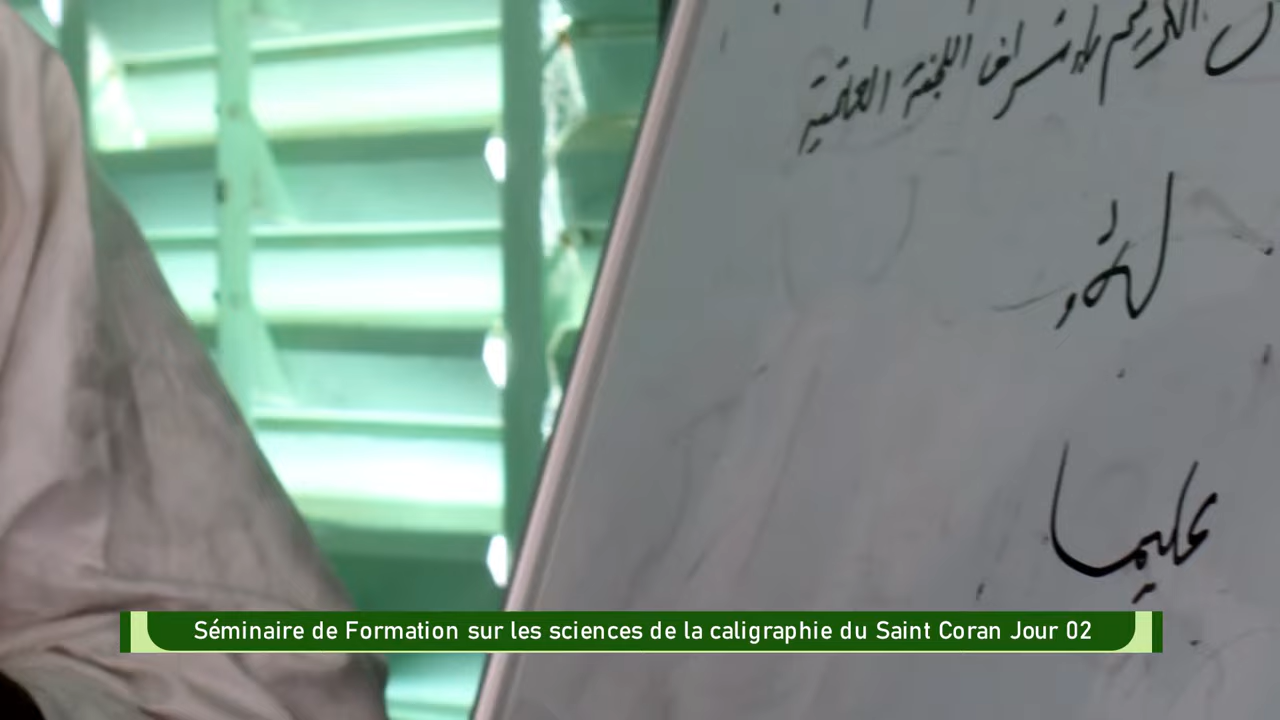 الكريم بإشراف اللجنة العلمية
عليما
Séminaire de Formation sur les sciences de la caligraphie du Saint Coran Jour 02